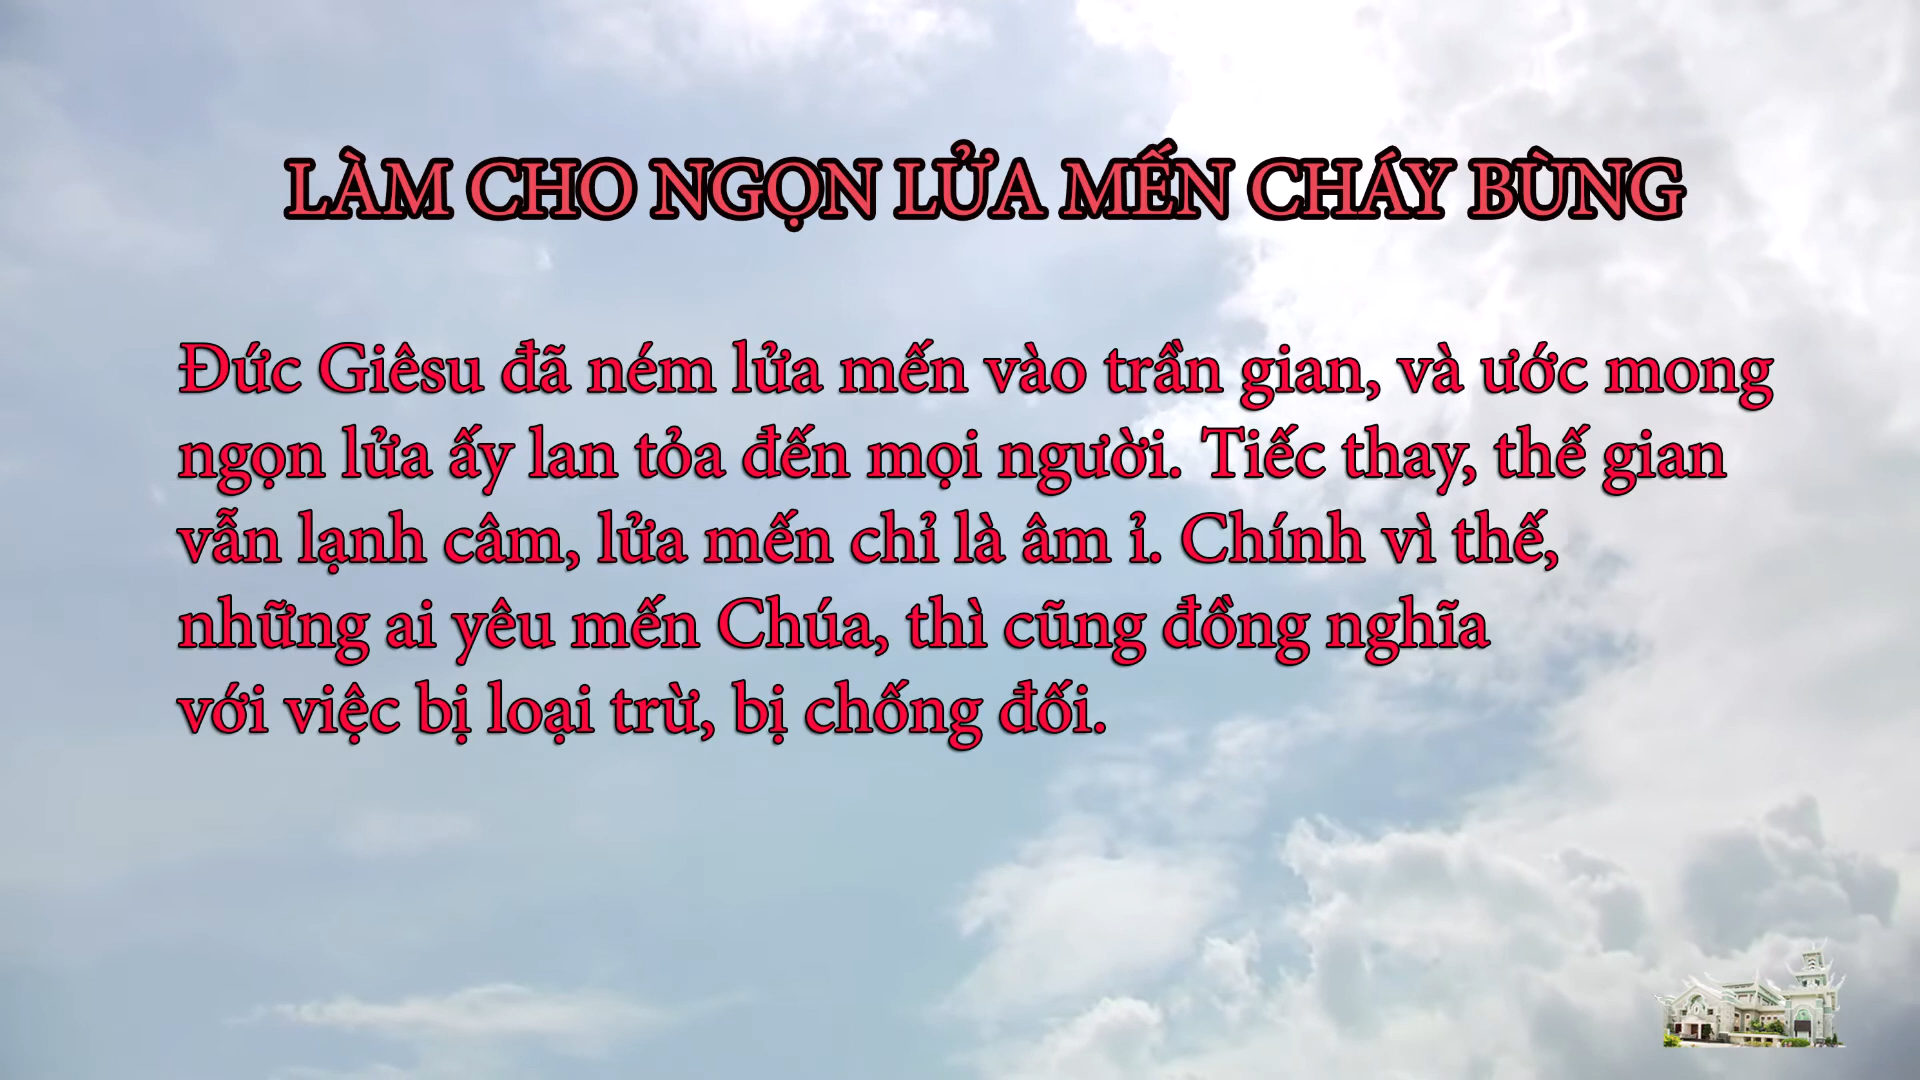 LÀM CHO NGỌN LỬA MẾN CHÁY BÙNG
Đức Giêsu đã ném lửa mến vào trần gian, và ước mong
ngọn lửa ấy lan tỏa đến mọi người. Tiếc thay, thế gian
vẫn lạnh câm, lửa mến chỉ là âm ỉ. Chính vì thế,
những ai yêu mến Chúa, thì cũng đồng nghĩa
với việc bị loại trừ, bị chống đối.